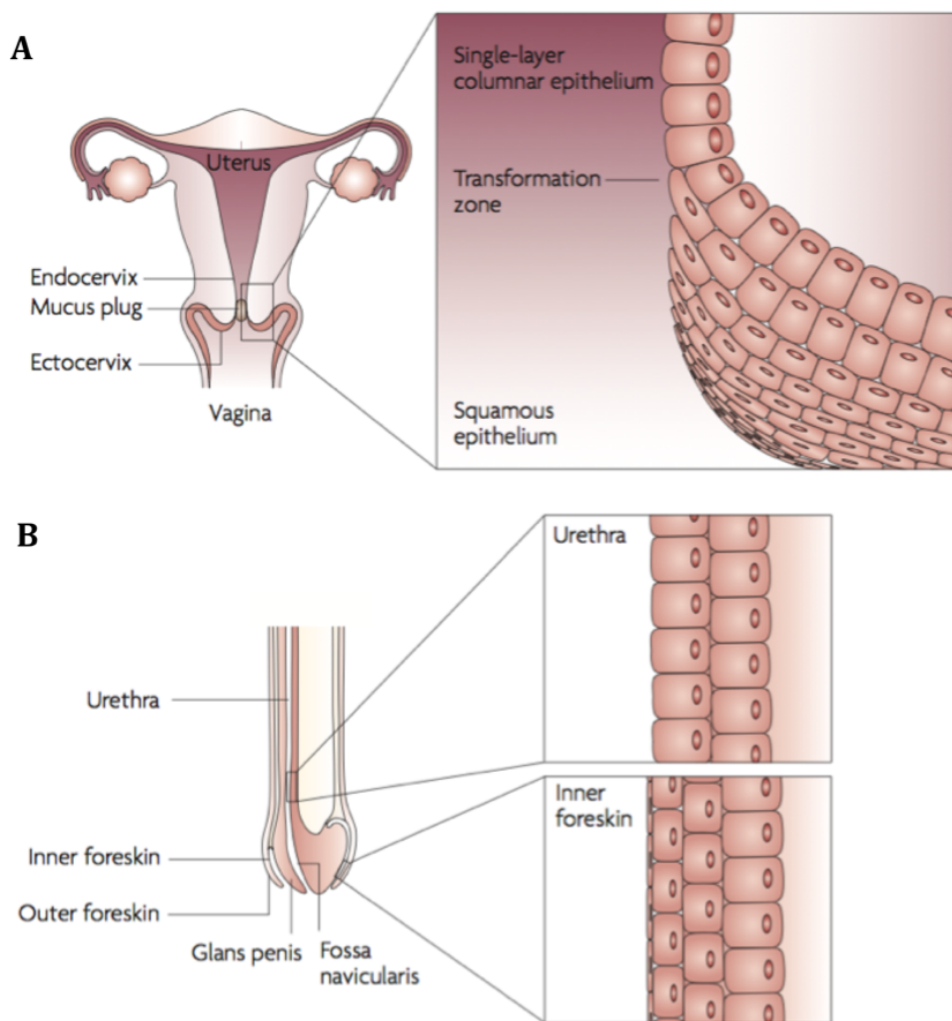 A
Single-layer
columnar epithelium
Uterus
Transformation
zone
Endocervix
Mucus plug
Ectocervix
Vagina
Squamous
epithelium
B
Urethra
Urethra
Inner
foreskin
Inner foreskin
Outer foreskin
Glans penis
Fossa
navicularis